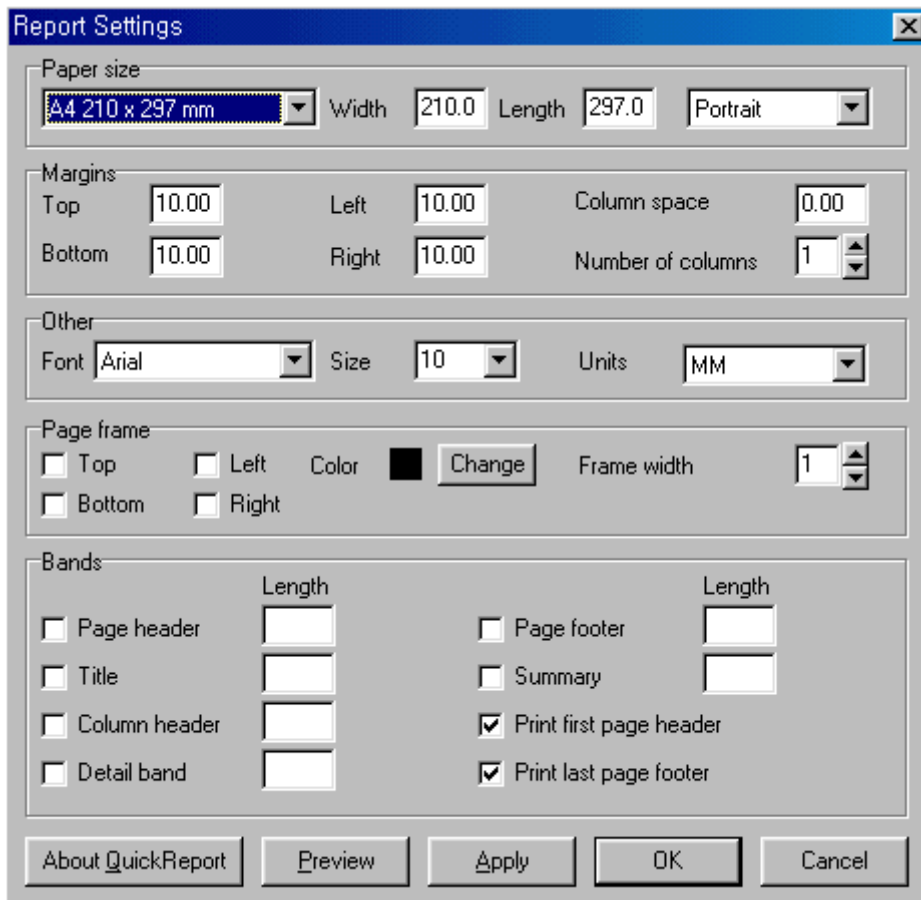 Report Settings
Paper size
A4 210 x 297 mm Width 210.0 Length 297.0 Portrait
Margins
Top 10.00 Left 10.00 Column space 0.00
Bottom 10.00 Right 10.00 Number of columns 1
Other
Font Arial Size 10 Units MM
Page frame
Top Left Color Change Frame width 1
Bottom Right
Bands
Length Length
Page header Page footer
Title Summary
Column header Print first page header
Detail band Print last page footer
About QuickReport Preview Apply OK Cancel